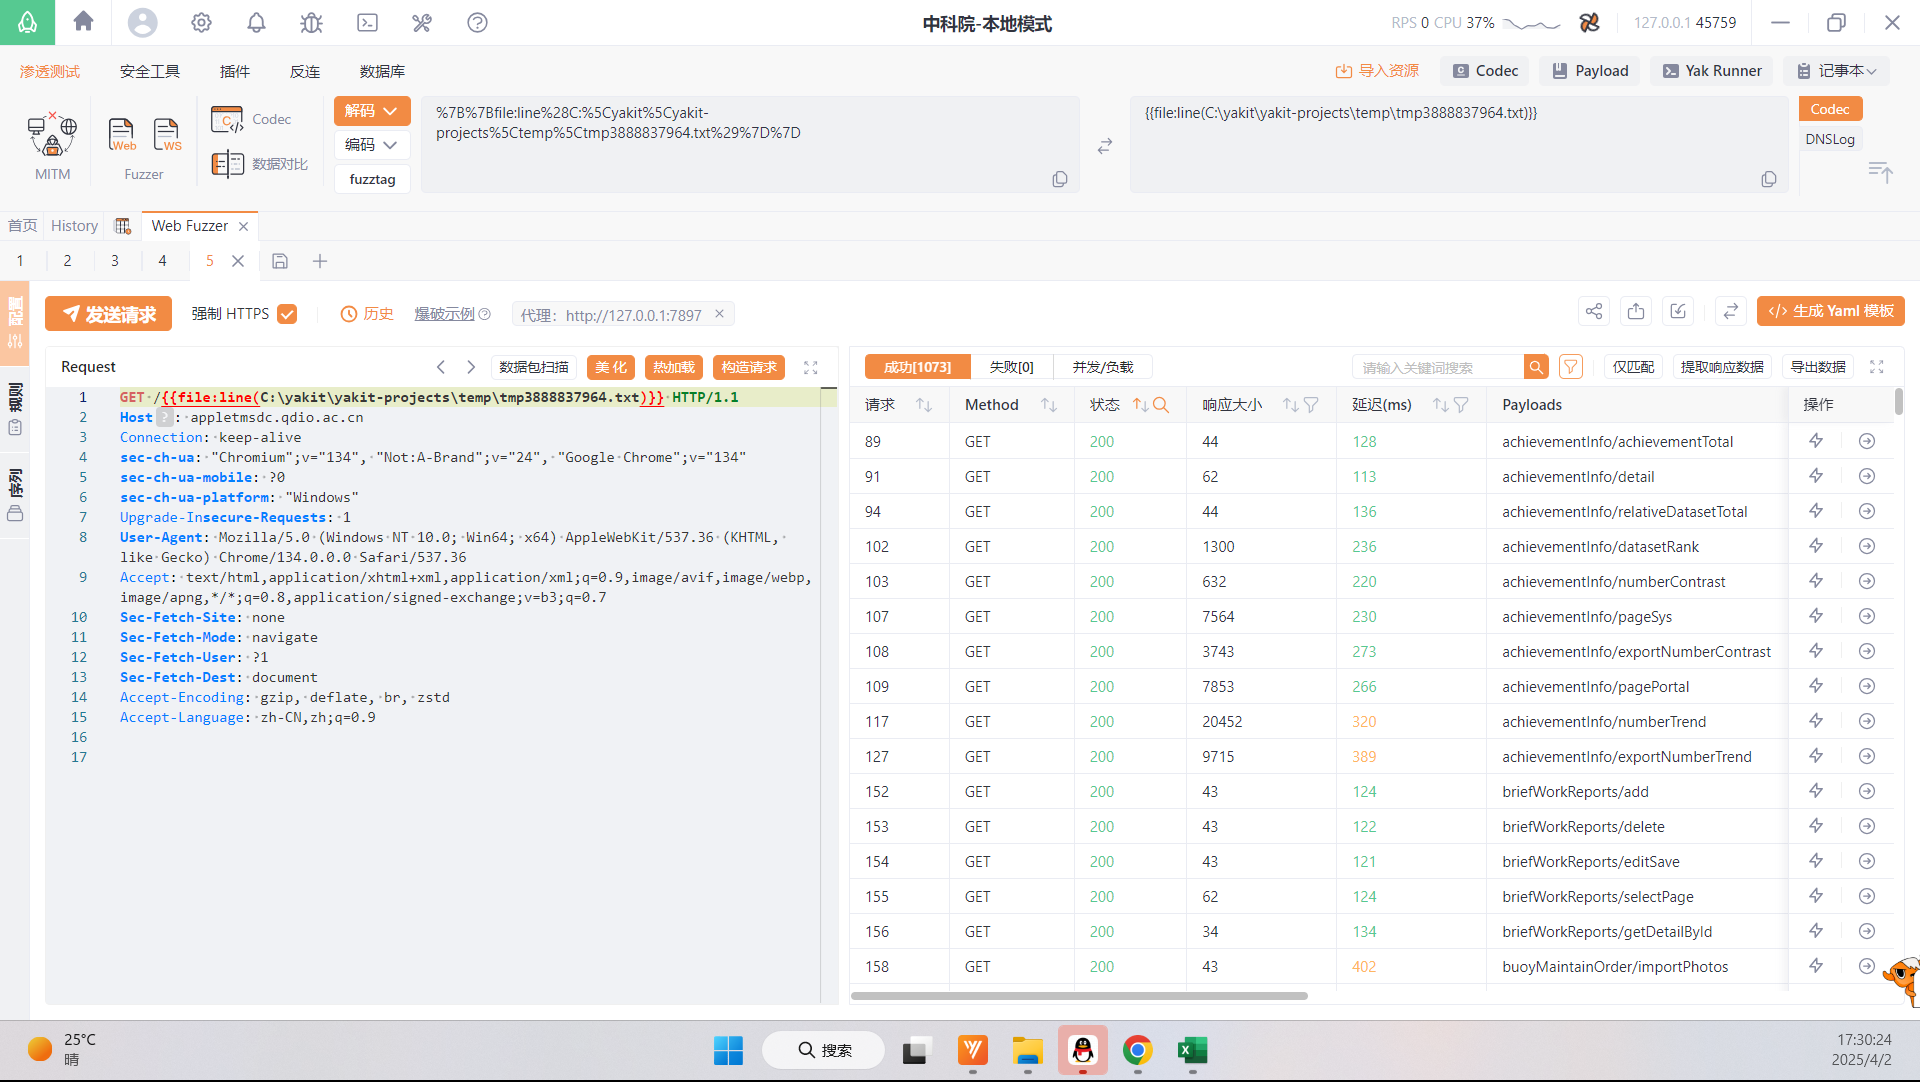 中科院-本地模式
RPS 0 CPU 37%
127.0.0.1 45759
渗透测试 安全工具 插件 反连 数据库
导入资源 Codec Payload Yak Runner 记事本
MITM
Web WS
Fuzzer
Codec
数据对比
解码
编码
fuzztag
%7B%7Bfile:line%28C:%5Cyakit%5Cyakit-
projects%5Ctemp%5Ctmp3888837964.txt%29%7D%7D
{{file:line(C:\yakit\yakit-projects\temp\tmp3888837964.txt)}}
Codec
DNSLog
首页 History Web Fuzzer
1 2 3 4 5
配置
规则
序列
发送请求 强制 HTTPS 历史 爆破示例 代理： http://127.0.0.1:7897
生成 Yaml 模板
Request 数据包扫描 美化 热加载 构造请求
1 GET /{{file:line(C:\yakit\yakit-projects\temp\tmp3888837964.txt)}} HTTP/1.1
2 Host ? : appletmsdc.qdio.ac.cn
3 Connection: keep-alive
4 sec-ch-ua: "Chromium";v="134", "Not:A-Brand";v="24", "Google Chrome";v="134"
5 sec-ch-ua-mobile: ?0
6 sec-ch-ua-platform: "Windows"
7 Upgrade-Insecure-Requests: 1
8 User-Agent: Mozilla/5.0 (Windows NT 10.0; Win64; x64) AppleWebKit/537.36 (KHTML,
like Gecko) Chrome/134.0.0.0 Safari/537.36
9 Accept: text/html,application/xhtml+xml,application/xml;q=0.9,image/avif,image/webp,
image/apng,*/*;q=0.8,application/signed-exchange;v=b3;q=0.7
10 Sec-Fetch-Site: none
11 Sec-Fetch-Mode: navigate
12 Sec-Fetch-User: ?1
13 Sec-Fetch-Dest: document
14 Accept-Encoding: gzip, deflate, br, zstd
15 Accept-Language: zh-CN,zh;q=0.9
16
17
成功[1073] 失败[0] 并发/负载 请输入关键词搜索 仅匹配 提取响应数据 导出数据
请求 Method 状态 响应大小 延迟(ms) Payloads 操作
89 GET 200 44 128 achievementInfo/achievementTotal
91 GET 200 62 113 achievementInfo/detail
94 GET 200 44 136 achievementInfo/relativeDatasetTotal
102 GET 200 1300 236 achievementInfo/datasetRank
103 GET 200 632 220 achievementInfo/numberContrast
107 GET 200 7564 230 achievementInfo/pageSys
108 GET 200 3743 273 achievementInfo/exportNumberContrast
109 GET 200 7853 266 achievementInfo/pagePortal
117 GET 200 20452 320 achievementInfo/numberTrend
127 GET 200 9715 389 achievementInfo/exportNumberTrend
152 GET 200 43 124 briefWorkReports/add
153 GET 200 43 122 briefWorkReports/delete
154 GET 200 43 121 briefWorkReports/editSave
155 GET 200 62 124 briefWorkReports/selectPage
156 GET 200 34 134 briefWorkReports/getDetailById
158 GET 200 43 402 buoyMaintainOrder/importPhotos
25°C
晴
搜索
17:30:24
2025/4/2